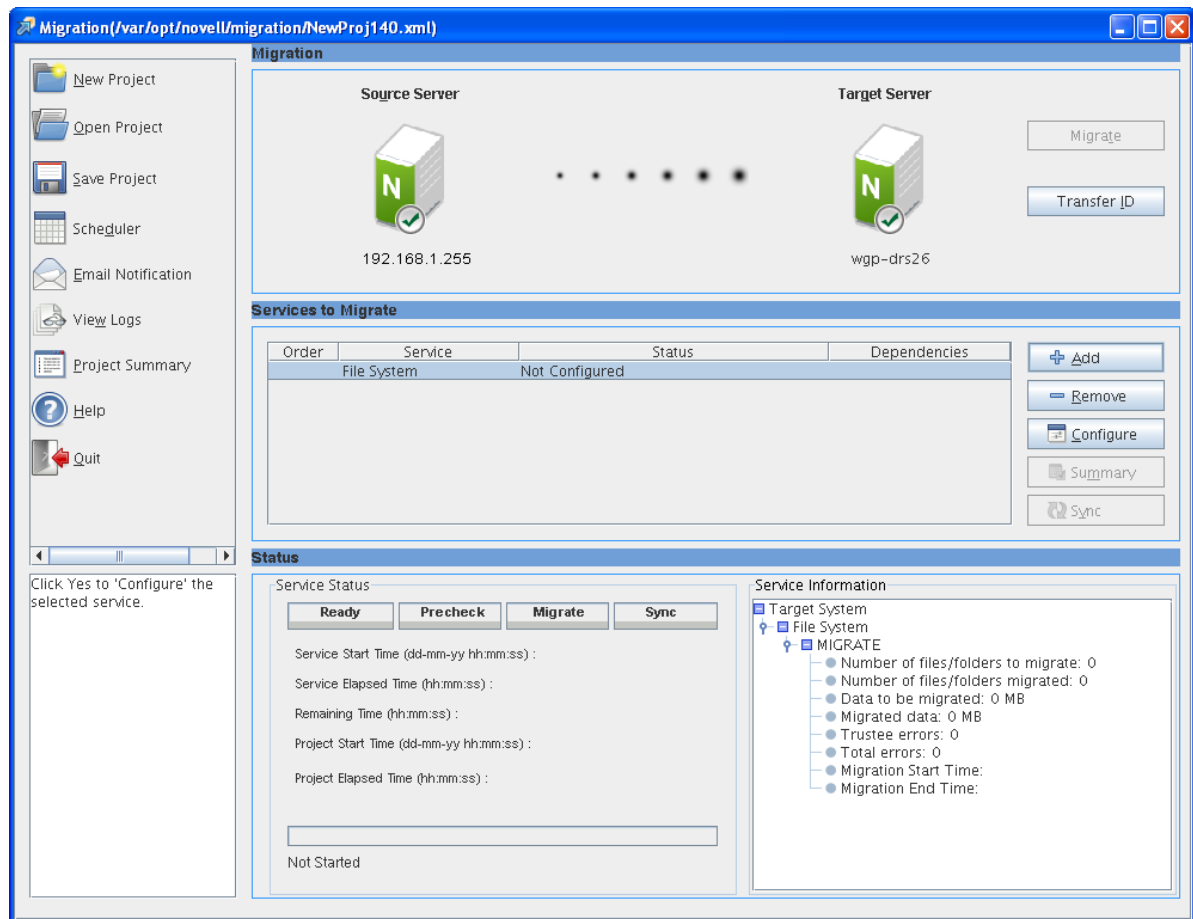 Migration(/var/opt/novell/migration/NewProj140.xml)
New Project
Open Project
Save Project
Scheduler
Email Notification
View Logs
Project Summary
Help
Quit
Click Yes to 'Configure' the
selected service.
Migration
Source Server
Target Server
N
N
192.168.1.255
wgp-drs26
Migrate
Transfer ID
Services to Migrate
Order Service Status Dependencies
File System Not Configured
Add
Remove
Configure
Summary
Sync
Status
Service Status
Ready Precheck Migrate Sync
Service Start Time (dd-mm-yy hh:mm:ss) :
Service Elapsed Time (hh:mm:ss) :
Remaining Time (hh:mm:ss) :
Project Start Time (dd-mm-yy hh:mm:ss) :
Project Elapsed Time (hh:mm:ss) :
Not Started
Service Information
Target System
File System
MIGRATE
Number of files/folders to migrate: 0
Number of files/folders migrated: 0
Data to be migrated: 0 MB
Migrated data: 0 MB
Trustee errors: 0
Total errors: 0
Migration Start Time:
Migration End Time: